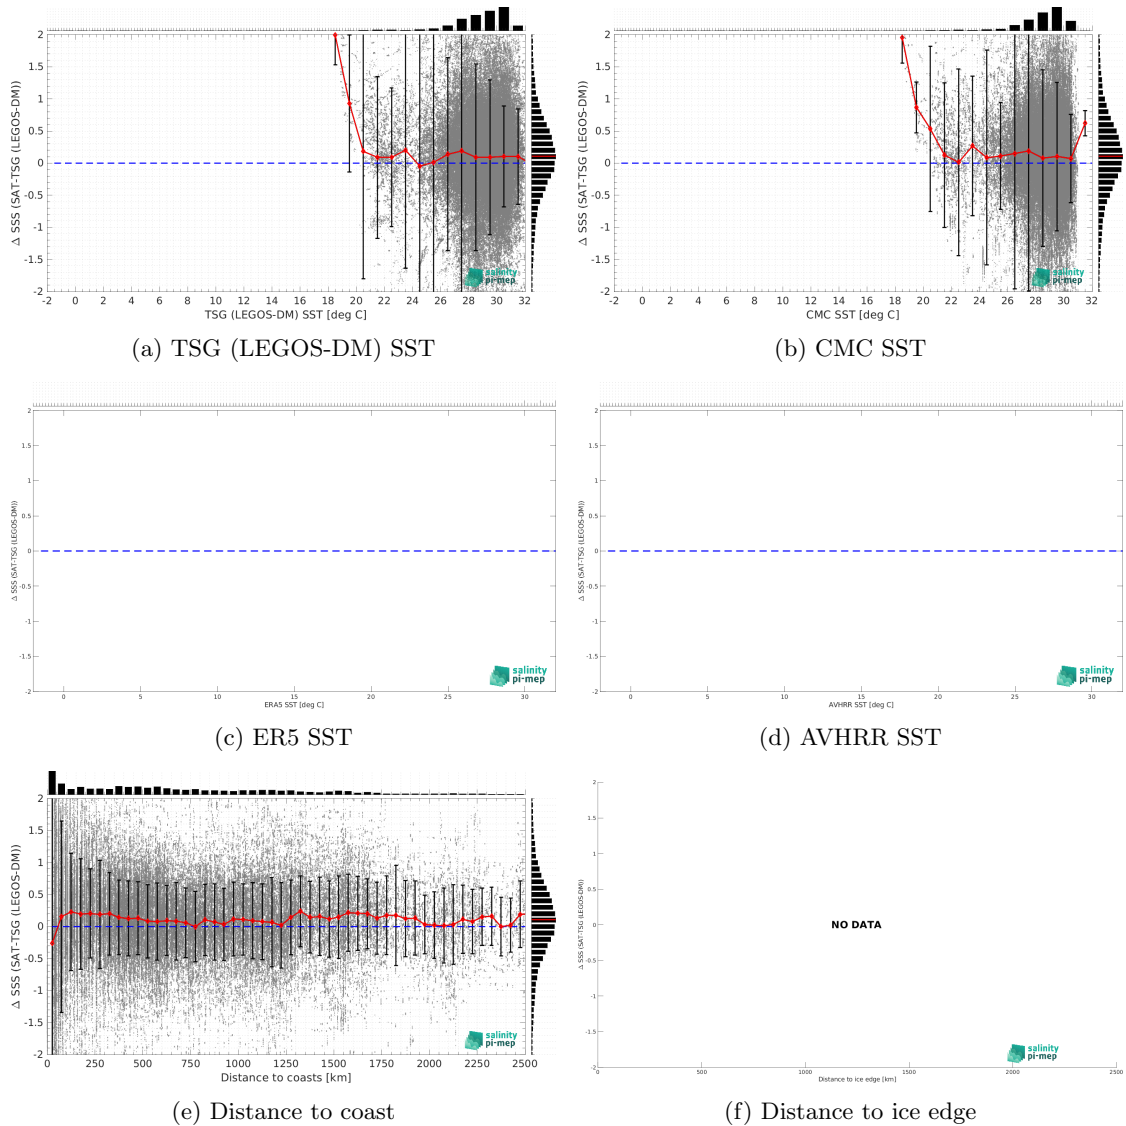 2
1.5
1
0.5
0
-0.5
-1
-1.5
-2
Δ SSS (SAT-TSG (LEGOS-DM))
-2 0 2 4 6 8 10 12 14 16 18 20 22 24 26 28 30 32
TSG (LEGOS-DM) SST [deg C]
salinity
pi-mep
(a) TSG (LEGOS-DM) SST
2
1.5
1
0.5
0
-0.5
-1
-1.5
-2
Δ SSS (SAT-TSG (LEGOS-DM))
-2 0 2 4 6 8 10 12 14 16 18 20 22 24 26 28 30 32
CMC SST [deg C]
salinity
pi-mep
(b) CMC SST
2
1.5
1
0.5
0
-0.5
-1
-1.5
-2
Δ SSS (SAT-TSG (LEGOS-DM))
0 5 10 15 20 25 30
ERA5 SST [deg C]
salinity
pi-mep
(c) ER5 SST
2
1.5
1
0.5
0
-0.5
-1
-1.5
-2
Δ SSS (SAT-TSG (LEGOS-DM))
0 5 10 15 20 25 30
AVHRR SST [deg C]
salinity
pi-mep
(d) AVHRR SST
2
1.5
1
0.5
0
-0.5
-1
-1.5
-2
Δ SSS (SAT-TSG (LEGOS-DM))
0 250 500 750 1000 1250 1500 1750 2000 2250 2500
Distance to coasts [km]
salinity
pi-mep
(e) Distance to coast
2
1.5
1
0.5
0
-0.5
-1
-1.5
-2
Δ SSS (SAT-TSG (LEGOS-DM))
NO DATA
0 500 1000 1500 2000 2500
Distance to ice edge [km]
salinity
pi-mep
(f) Distance to ice edge